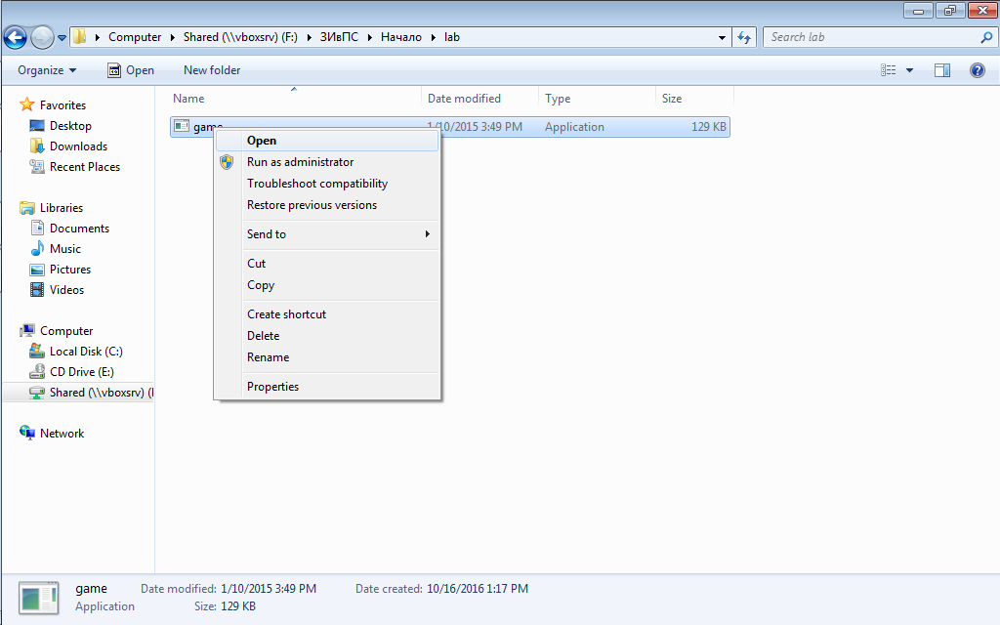 Computer ▸ Shared (\\vboxsrv) (F:) ▸ ЗИвПС ▸ Начало ▸ lab
Search lab
Organize Open New folder
Name Date modified Type Size
game 1/10/2015 3:49 PM Application 129 KB
Open
Run as administrator
Troubleshoot compatibility
Restore previous versions
Send to
Cut
Copy
Create shortcut
Delete
Rename
Properties
Favorites
Desktop
Downloads
Recent Places
Libraries
Documents
Music
Pictures
Videos
Computer
Local Disk (C:)
CD Drive (E:)
Shared (\\vboxsrv) (
Network
game Date modified: 1/10/2015 3:49 PM Date created: 10/16/2016 1:17 PM
Application Size: 129 KB